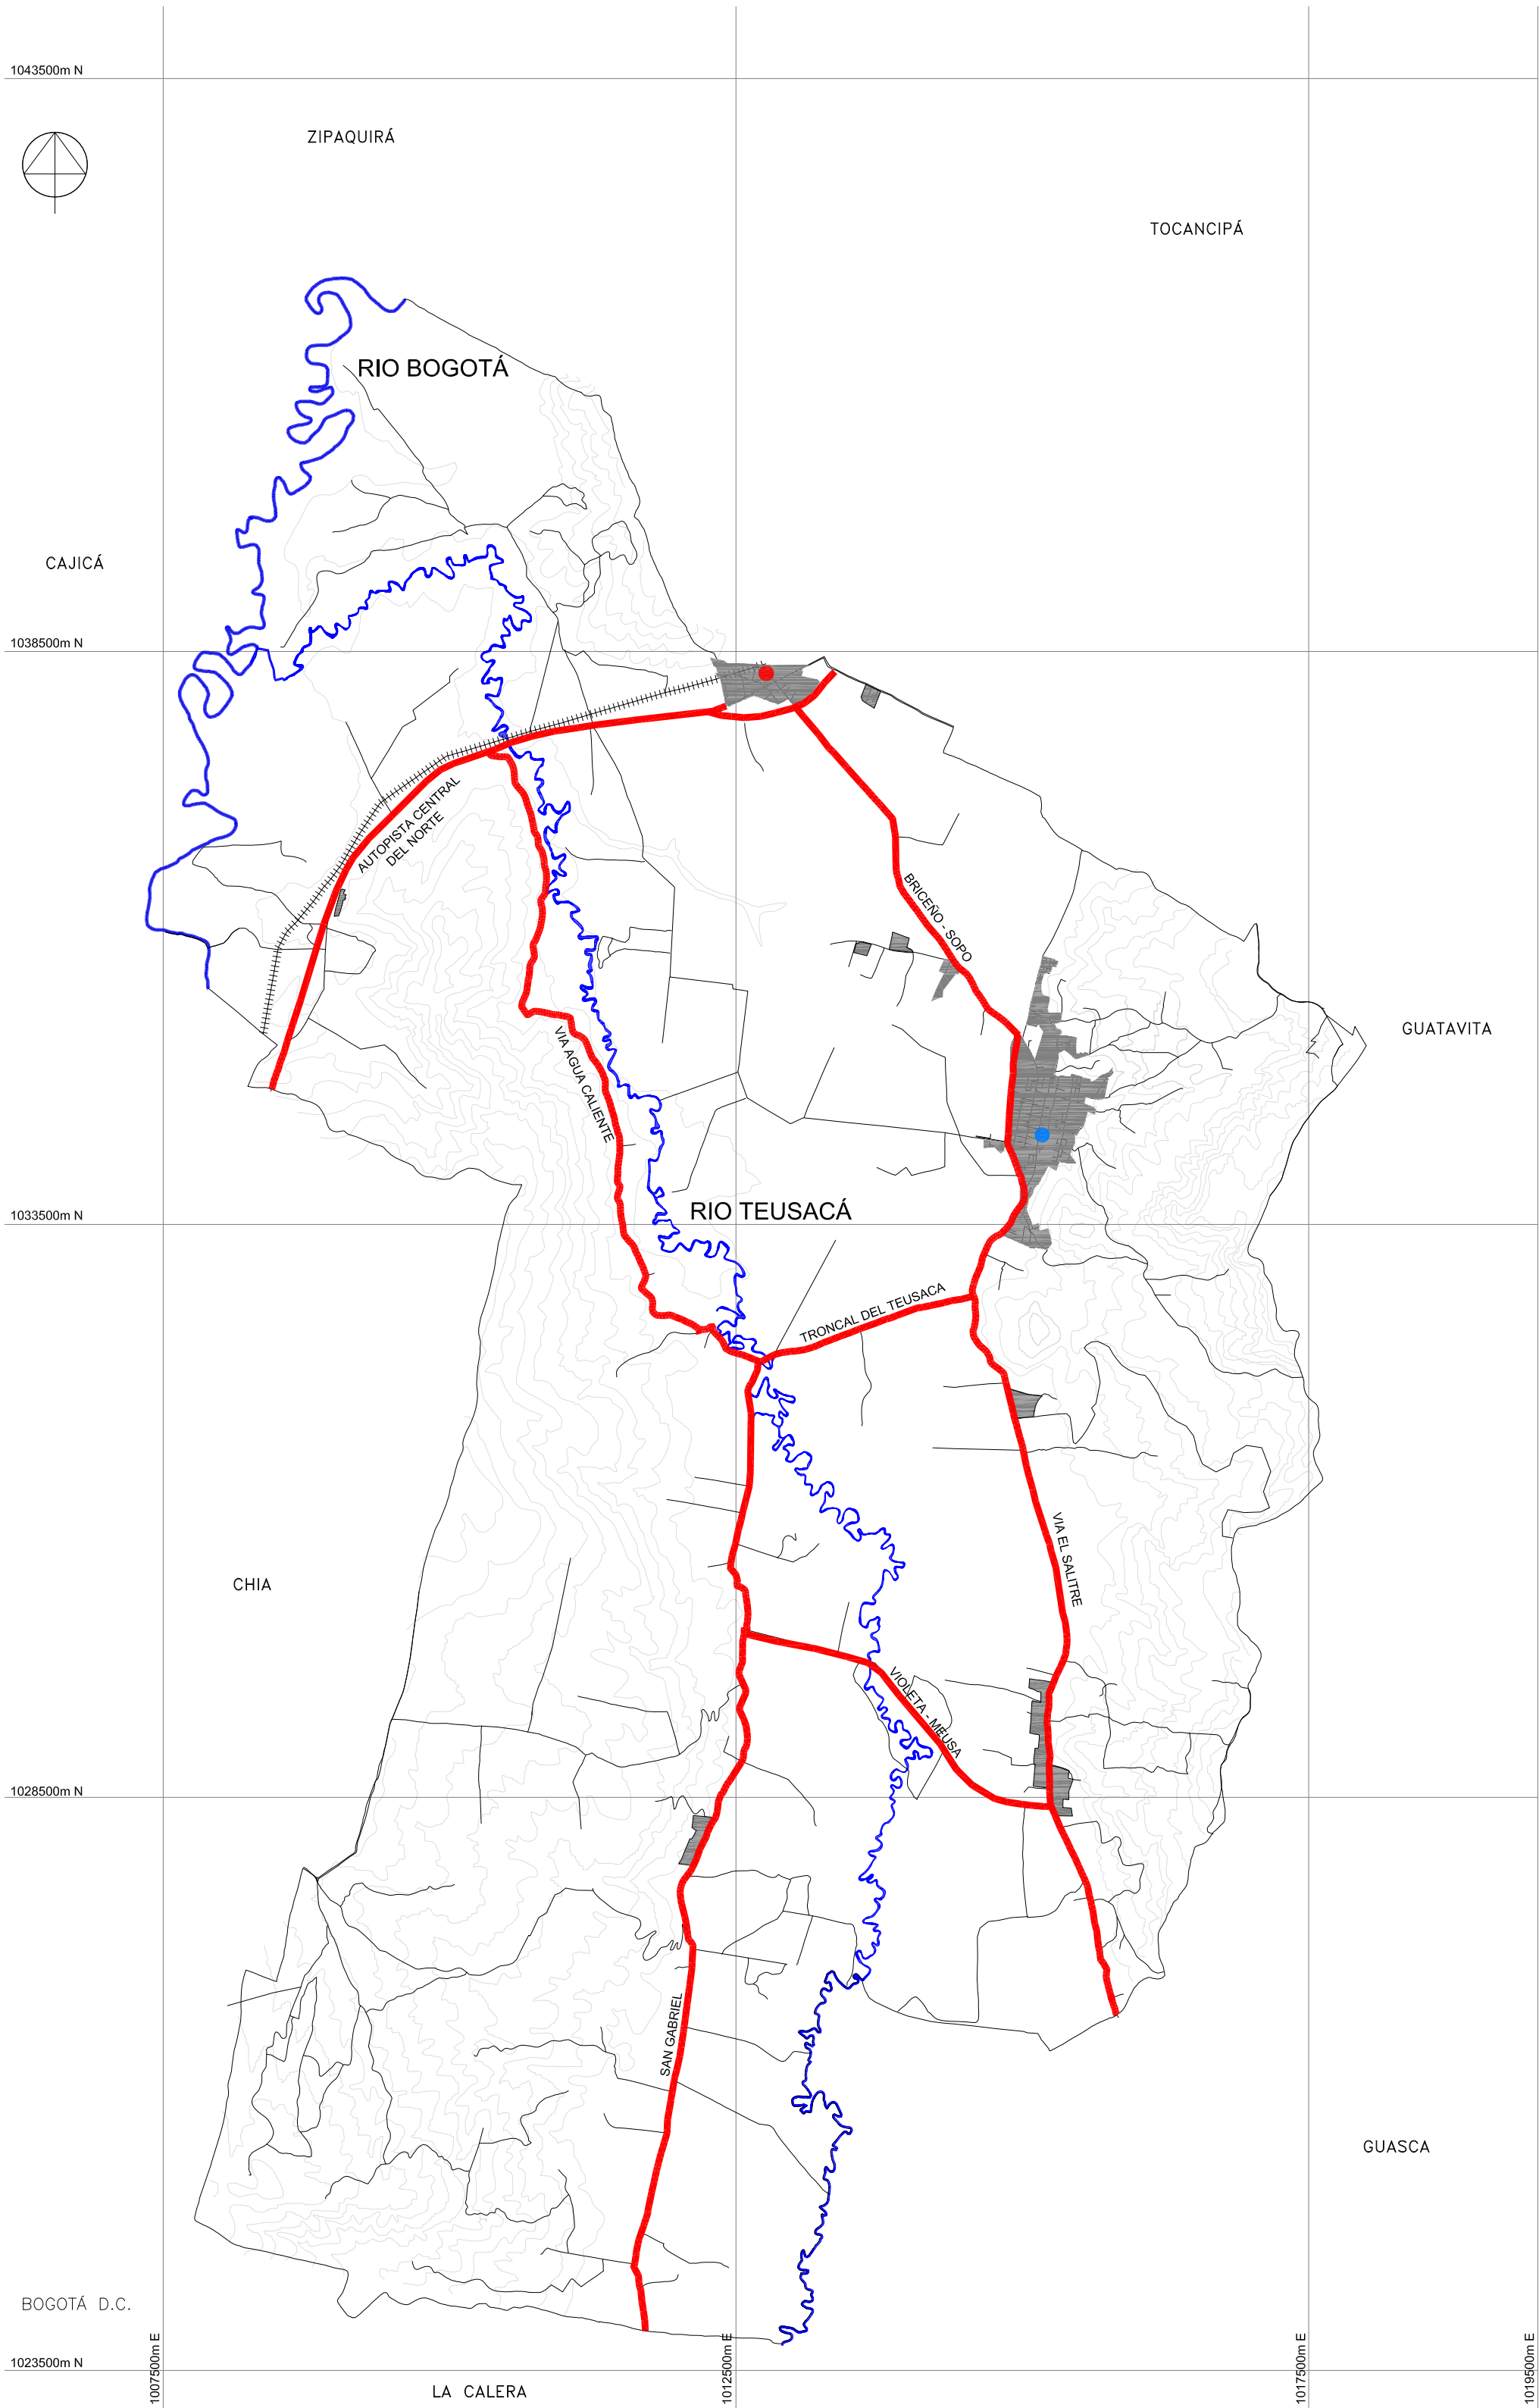 1043500m N
ZIPAQUIRÁ
TOCANCIPÁ
RIO BOGOTÁ
CAJICÁ
1038500m N
AUTOPISTA CENTRAL
DEL NORTE
BRICEÑO - SOPO
GUATAVITA
VIA AGUA CALIENTE
RIO TEUSACÁ
1033500m N
TRONCAL DEL TEUSACA
VIA EL SALITRE
CHIA
VIOLETA - MEUSA
1028500m N
SAN GABRIEL
GUASCA
BOGOTÁ D.C.
1023500m N
1007500m E
1012500m E
1017500m E
1019500m E
LA CALERA